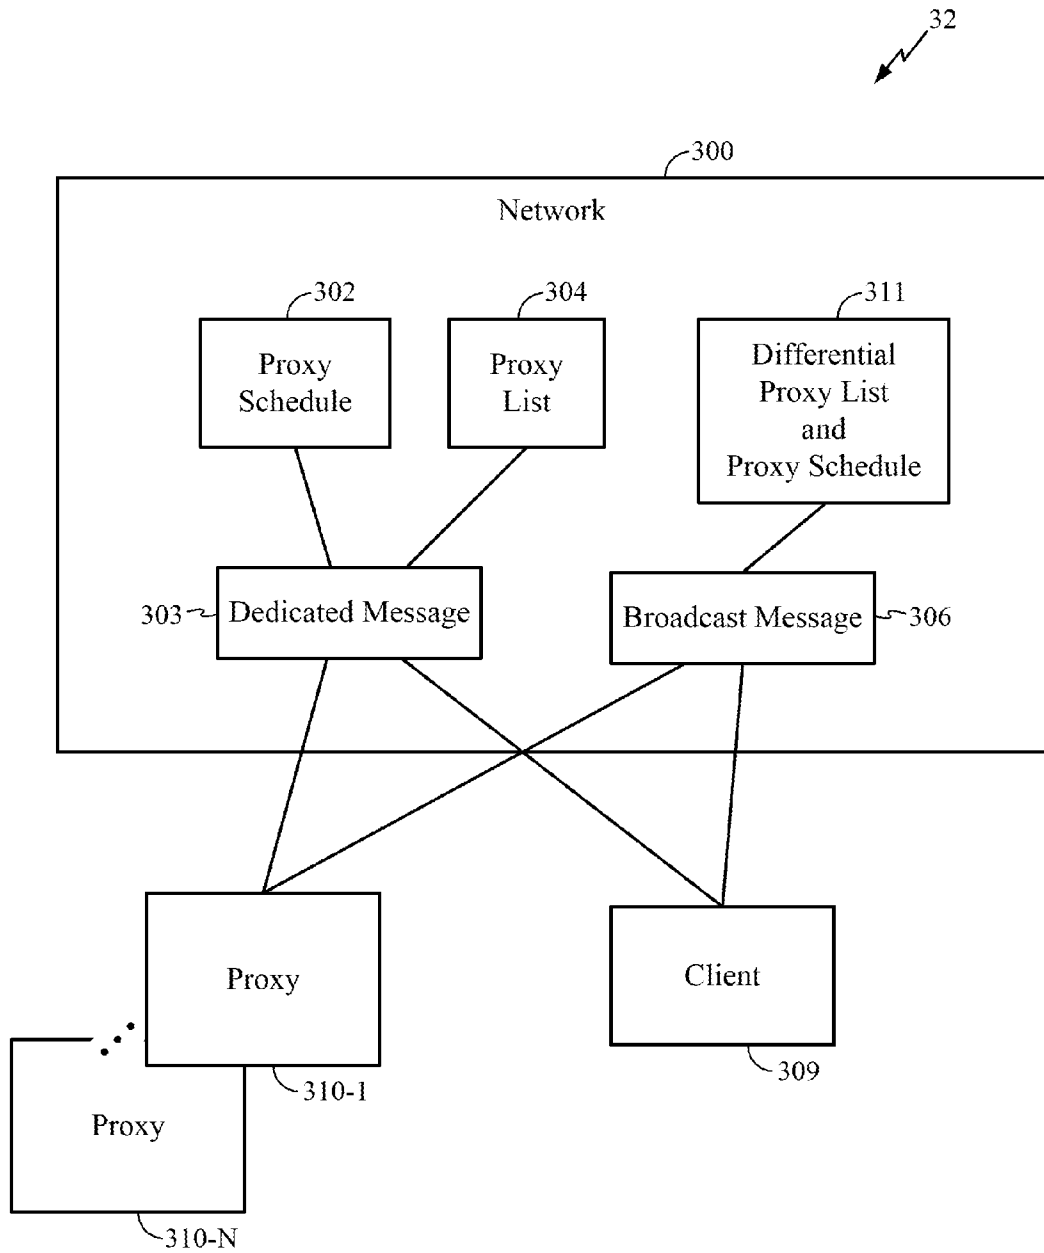 32
300
Network
302
304
311
Proxy
Schedule
Proxy
List
Differential
Proxy List
and
Proxy Schedule
303
Dedicated Message
Broadcast Message
306
Proxy
Client
309
310-1
Proxy
310-N